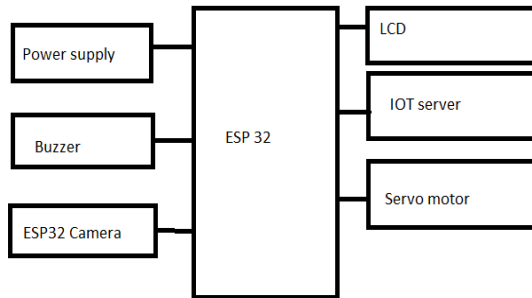 Power supply
Buzzer
ESP32 Camera
ESP 32
LCD
IOT server
Servo motor